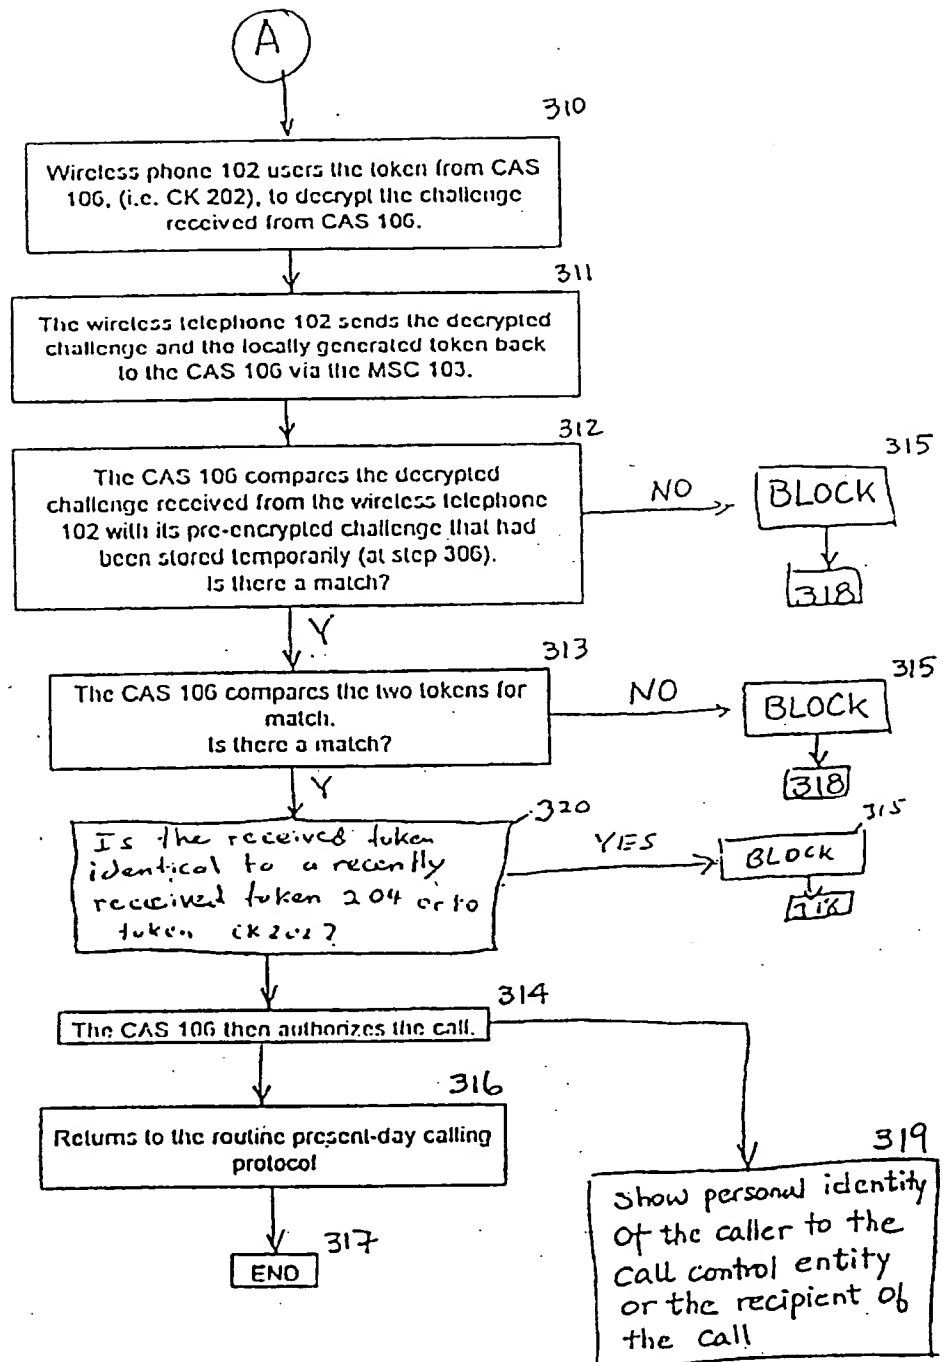 A
310
Wireless phone 102 users the token from CAS
106, (i.e. CK 202), to decrypt the challenge
received from CAS 106.
311
The wireless telephone 102 sends the decrypted
challenge and the locally generated token back
to the CAS 106 via the MSC 103.
312
The CAS 106 compares the decrypted
challenge received from the wireless telephone
102 with its pre-encrypted challenge that had
been stored temporarily (at step 306).
Is there a match?
NO
315
BLOCK
318
Y
313
The CAS 106 compares the two tokens for
match.
Is there a match?
NO
315
BLOCK
318
Y
320
Is the received token
identical to a recently
received token 204 or to
token CK 202?
YES
315
BLOCK
318
314
The CAS 106 then authorizes the call.
316
Returns to the routine present-day calling
protocol
317
END
319
Show personal identity
Of the caller to the
Call control entity
or the recipient of
the call